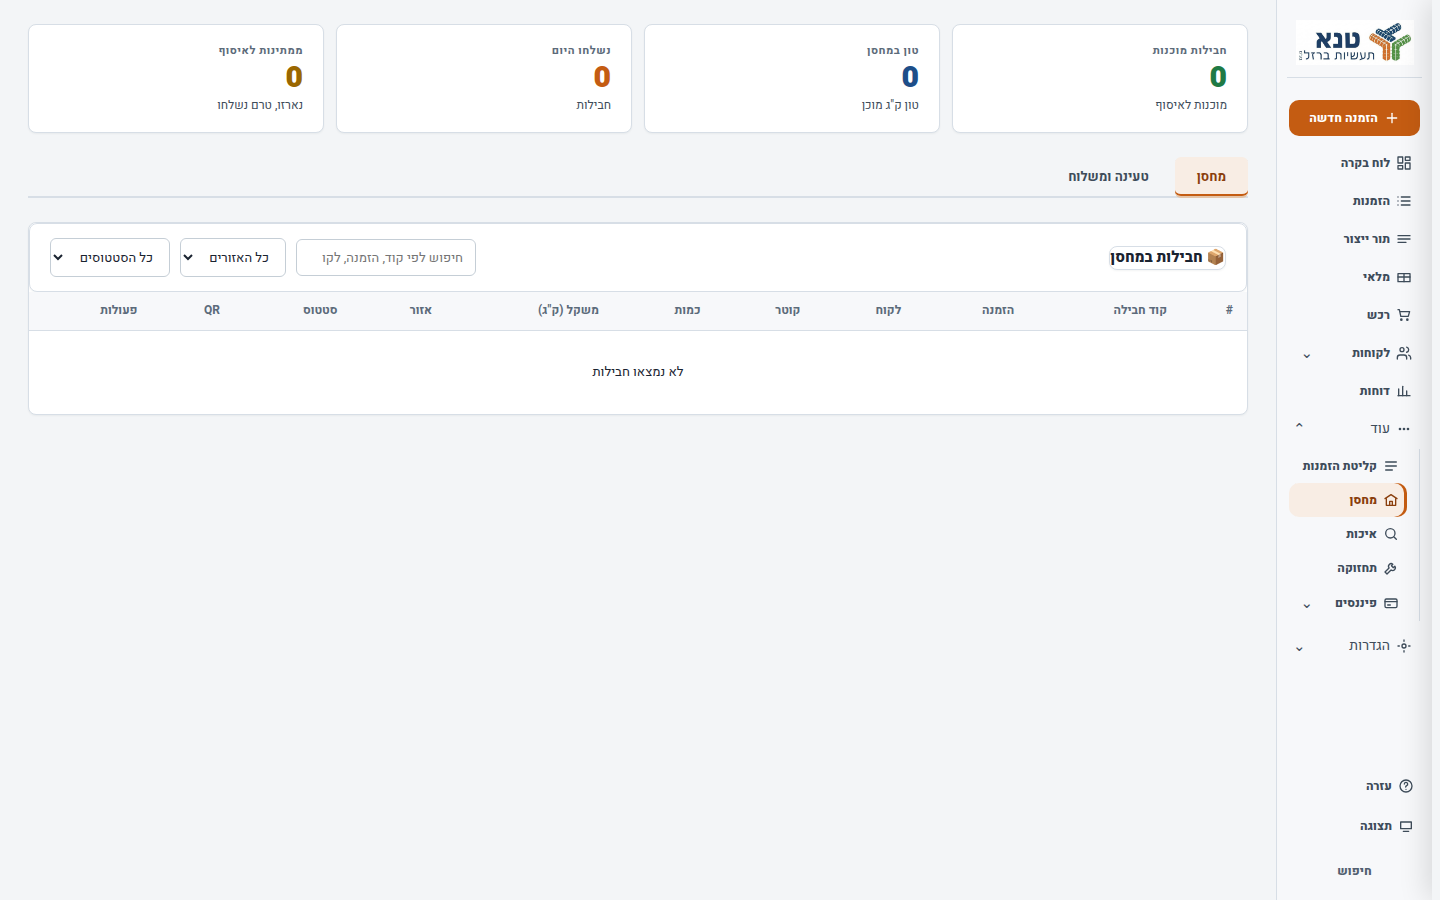 טנא
תעשיות ברזל
הזמנה חדשה
לוח בקרה
הזמנות
תור ייצור
מלאי
רכש
לקוחות
דוחות
עוד
קליטת הזמנות
מחסן
איכות
תחזוקה
פיננסים
הגדרות
עזרה
תצוגה
חיפוש
חבילות מוכנות
0
מוכנות לאיסוף
טון במחסן
0
טון ק"ג מוכן
נשלחו היום
0
חבילות
ממתינות לאיסוף
0
נארזו, טרם נשלחו
מחסן
טעינה ומשלוח
📦 חבילות במחסן
חיפוש לפי קוד, הזמנה, לקו
כל האזורים
כל הסטטוסים
# קוד חבילה הזמנה לקוח קוטר כמות משקל (ק"ג) אזור סטטוס QR פעולות
לא נמצאו חבילות